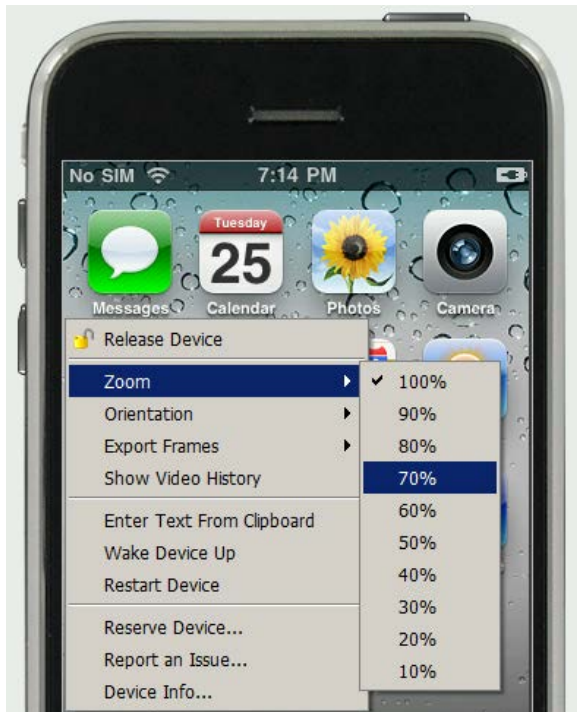 No SIM 7:14 PM
Tuesday
25
Messages Calendar Photos Camera
Release Device
Zoom
Orientation
Export Frames
Show Video History
Enter Text From Clipboard
Wake Device Up
Restart Device
Reserve Device...
Report an Issue...
Device Info...
100%
90%
80%
70%
60%
50%
40%
30%
20%
10%